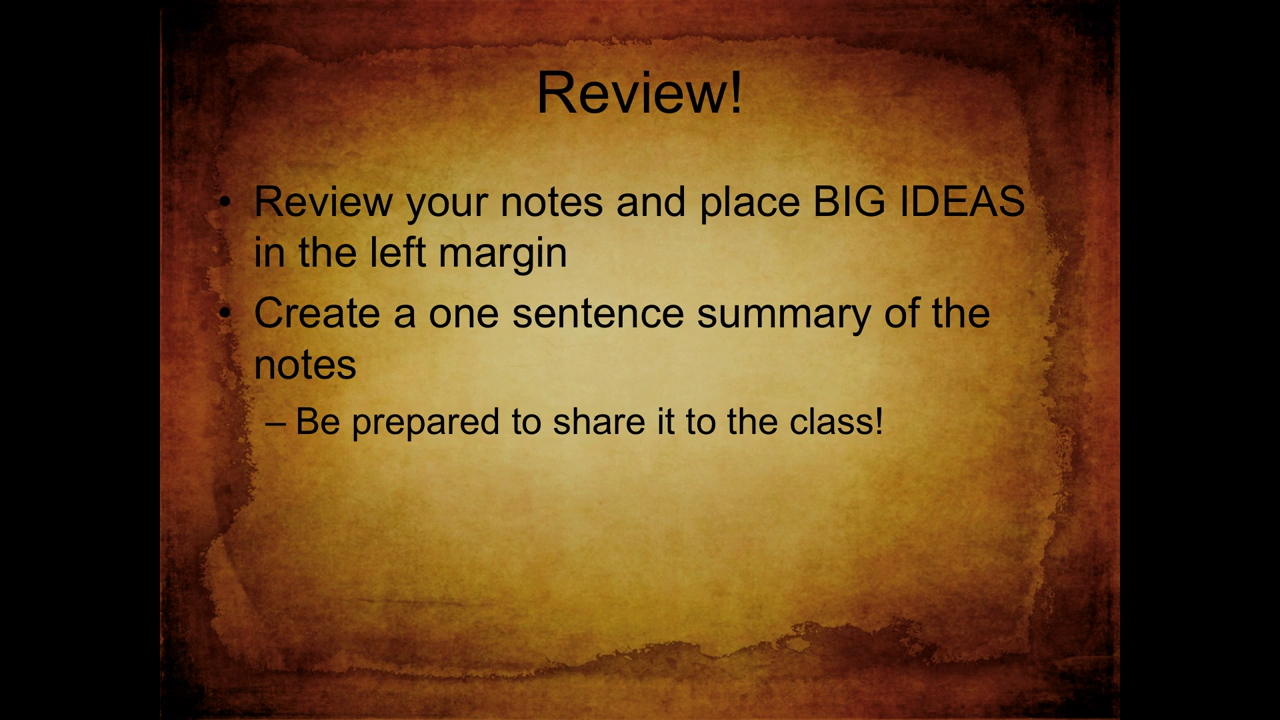 Review!
• Review your notes and place BIG IDEAS
in the left margin
• Create a one sentence summary of the
notes
– Be prepared to share it to the class!